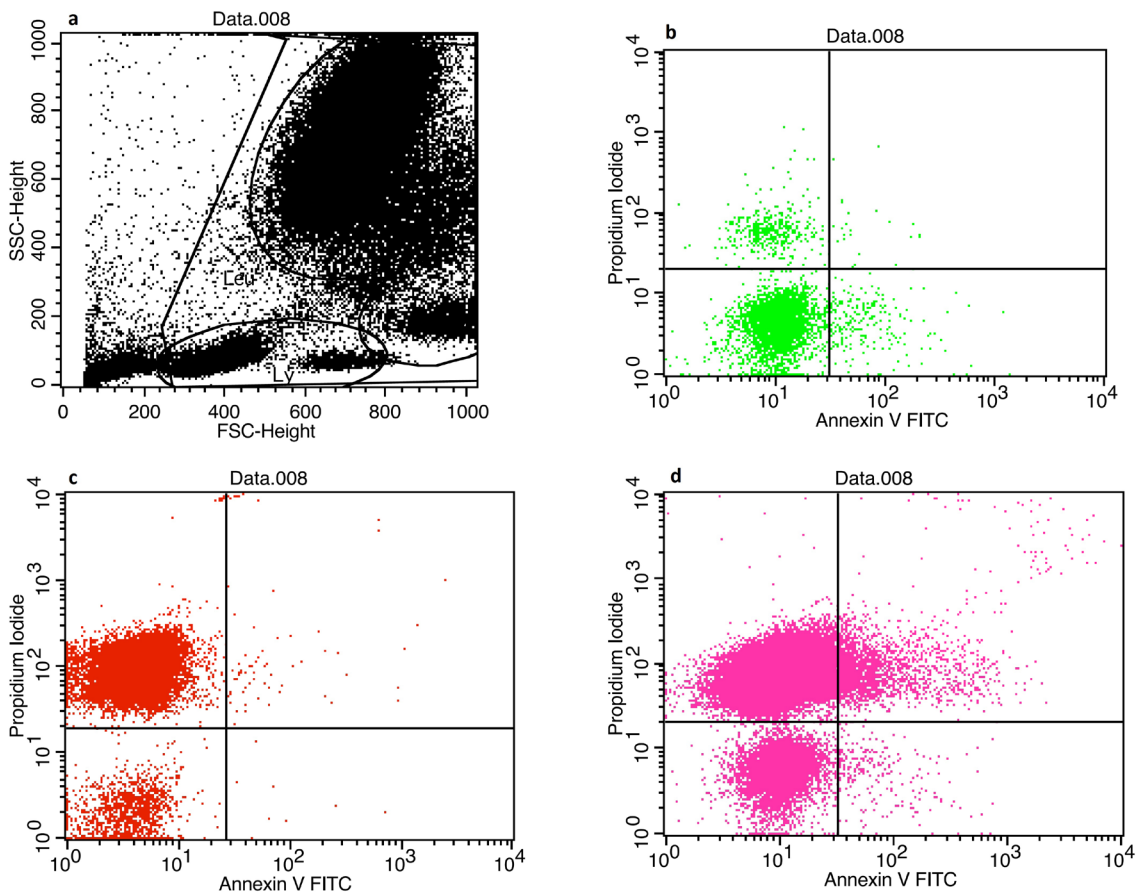 a
Data.008
SSC-Height
1000
800
600
400
200
0
Leu
Ly
0 200 400 600 800 1000
FSC-Height
b
Data.008
Propidium Iodide
10^4
10^3
10^2
10^1
10^0
10^0 10^1 10^2 10^3 10^4
Annexin V FITC
c
Data.008
Propidium Iodide
10^4
10^3
10^2
10^1
10^0
10^0 10^1 10^2 10^3 10^4
Annexin V FITC
d
Data.008
Propidium Iodide
10^4
10^3
10^2
10^1
10^0
10^0 10^1 10^2 10^3 10^4
Annexin V FITC